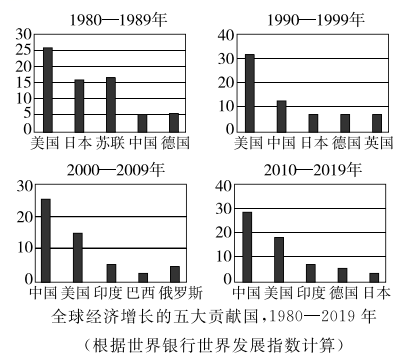 1980—1989年
30
25
20
15
10
5
0
美国 日本 苏联 中国 德国
1990—1999年
40
30
20
10
0
美国 中国 日本 德国 英国
2000—2009年
30
20
10
0
中国 美国 印度 巴西 俄罗斯
2010—2019年
40
30
20
10
0
中国 美国 印度 德国 日本
全球经济增长的五大贡献国,1980—2019 年
(根据世界银行世界发展指数计算)